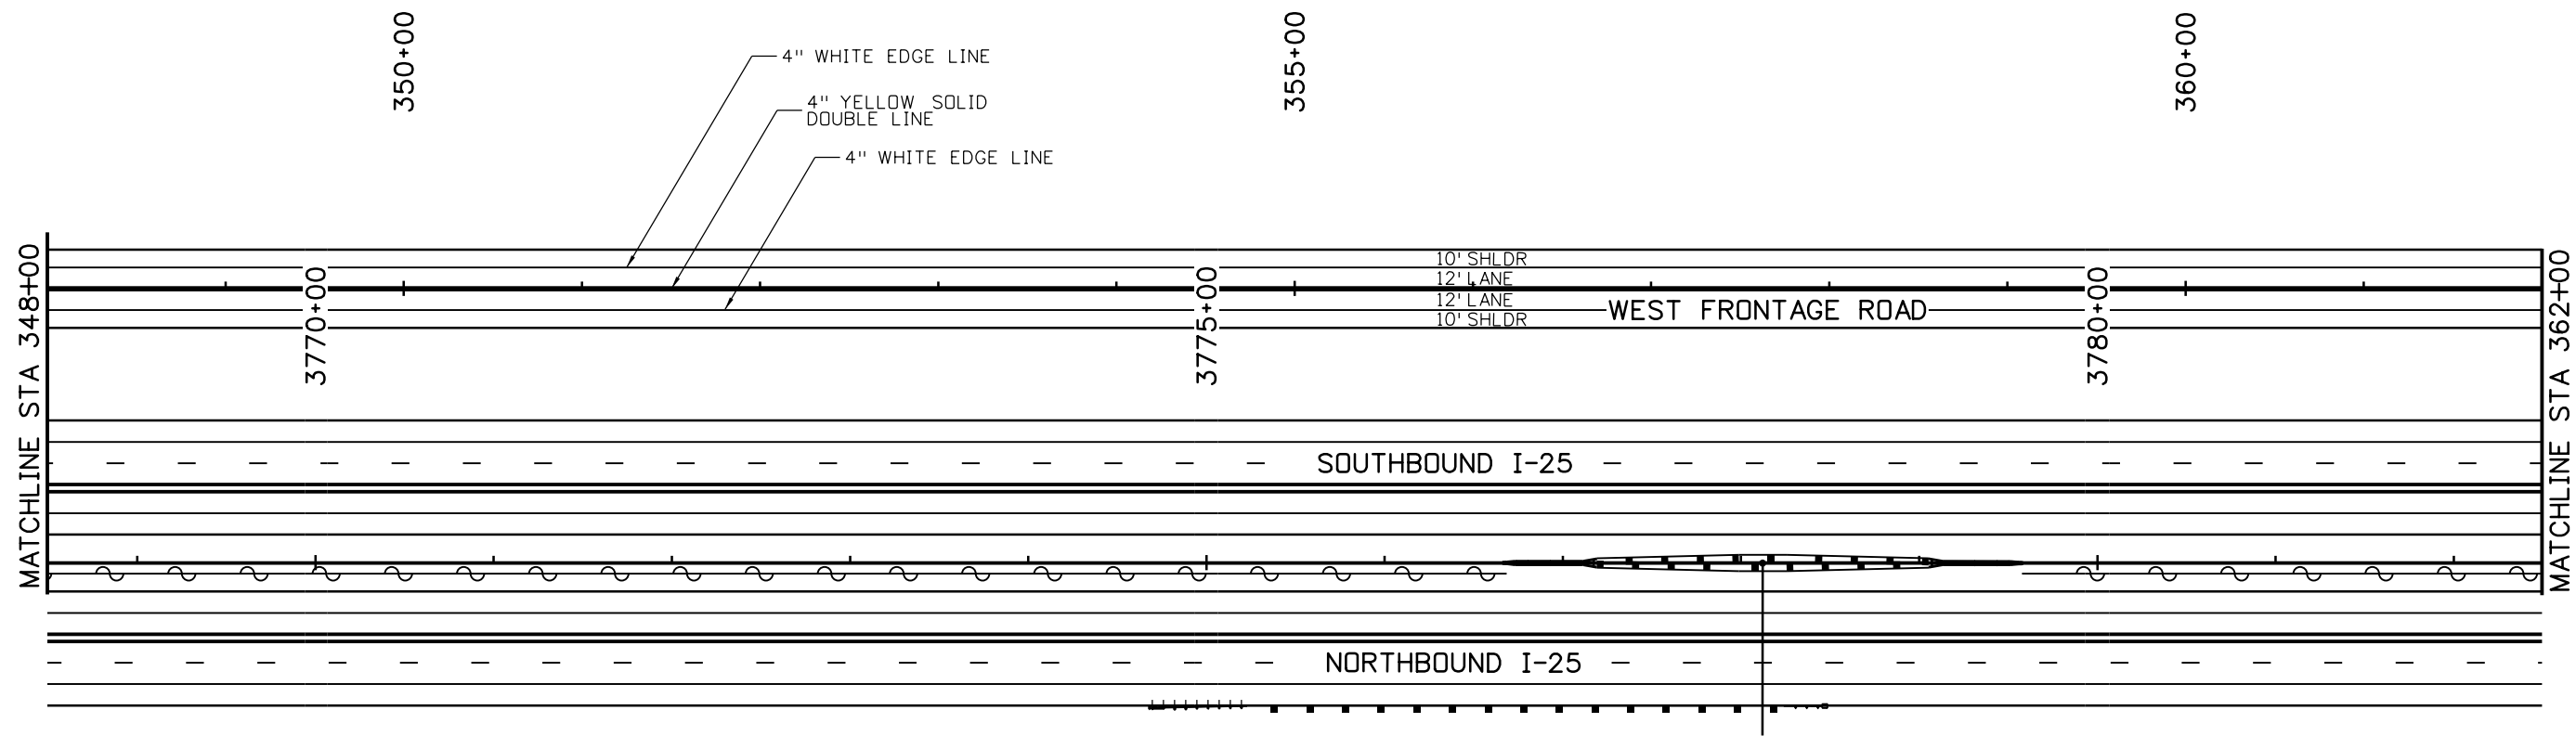 350+00
355+00
360+00
4" WHITE EDGE LINE
4" YELLOW SOLID
DOUBLE LINE
4" WHITE EDGE LINE
MATCHLINE STA 348+00
10' SHLDR
12' LANE
12' LANE
10' SHLDR
WEST FRONTAGE ROAD
3770+00
3775+00
3780+00
MATCHLINE STA 362+00
SOUTHBOUND I-25
NORTHBOUND I-25